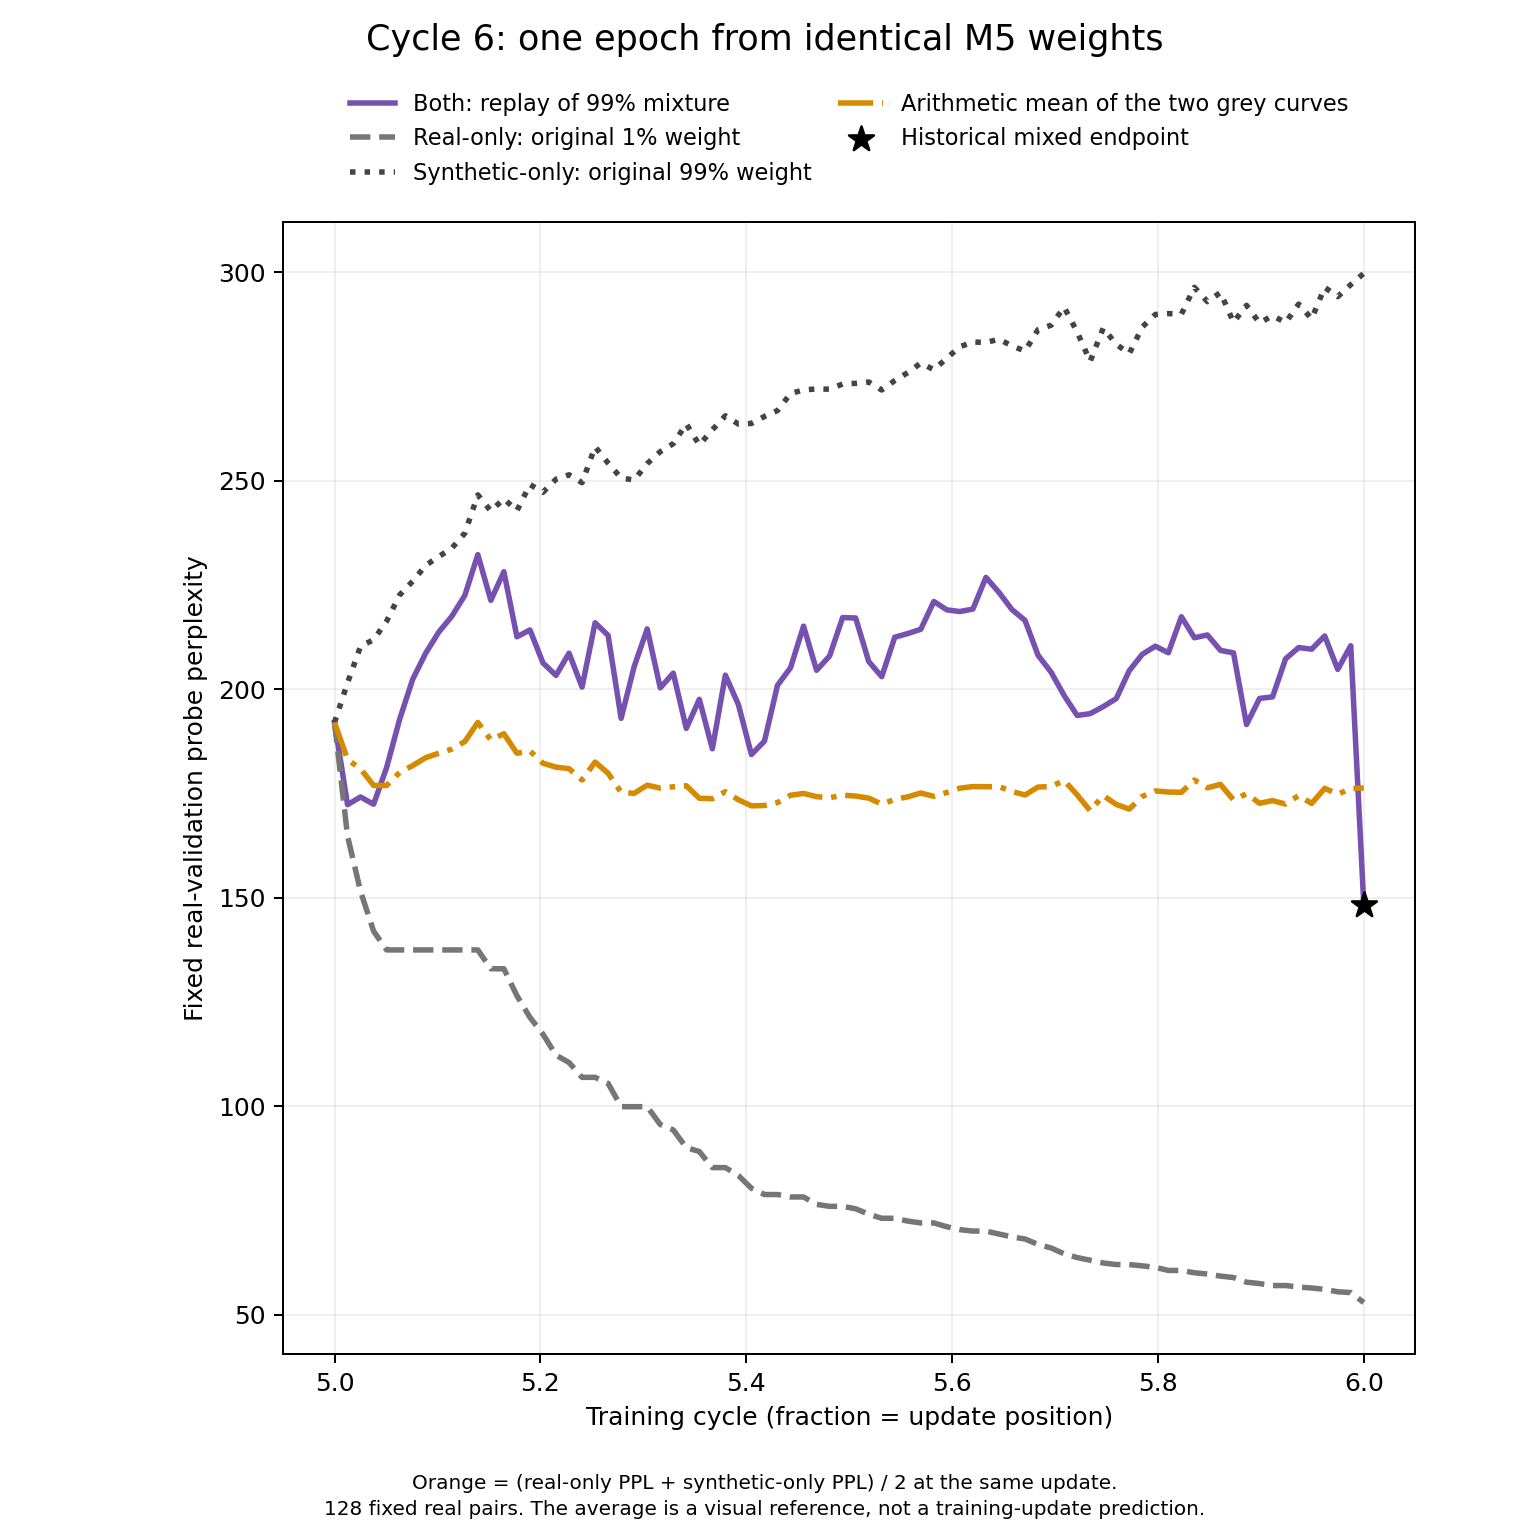 Cycle 6: one epoch from identical M5 weights
Both: replay of 99% mixture
Real-only: original 1% weight
Synthetic-only: original 99% weight
Arithmetic mean of the two grey curves
Historical mixed endpoint
Fixed real-validation probe perplexity
300
250
200
150
100
50
5.0
5.2
5.4
5.6
5.8
6.0
Training cycle (fraction = update position)
Orange = (real-only PPL + synthetic-only PPL) / 2 at the same update.
128 fixed real pairs. The average is a visual reference, not a training-update prediction.